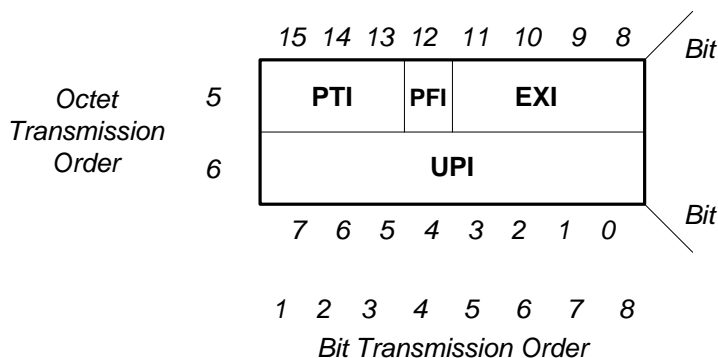 15 14 13 12 11 10 9 8 Bit
Octet
Transmission
Order
5 PTI PFI EXI
6 UPI
7 6 5 4 3 2 1 0 Bit
1 2 3 4 5 6 7 8
Bit Transmission Order